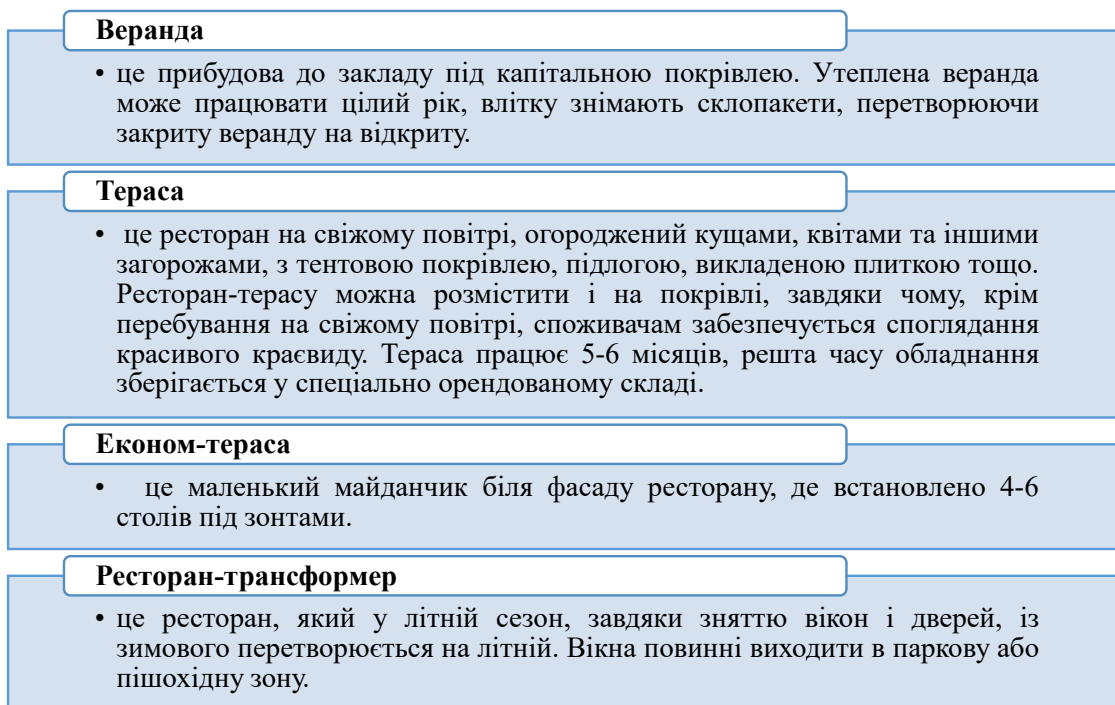 Веранда
• це прибудова до закладу під капітальною покрівлею. Утеплена веранда
може працювати цілий рік, влітку знімають склопакети, перетворюючи
закриту веранду на відкриту.
Тераса
• це ресторан на свіжому повітрі, огороджений кущами, квітами та іншими
загорожами, з тентовою покрівлею, підлогою, викладеною плиткою тощо.
Ресторан-терасу можна розмістити і на покрівлі, завдяки чому, крім
перебування на свіжому повітрі, споживачам забезпечується споглядання
красивого краєвиду. Тераса працює 5-6 місяців, решта часу обладнання
зберігається у спеціально орендованому складі.
Економ-тераса
• це маленький майданчик біля фасаду ресторану, де встановлено 4-6
столів під зонтами.
Ресторан-трансформер
• це ресторан, який у літній сезон, завдяки зняттю вікон і дверей, із
зимового перетворюється на літній. Вікна повинні виходити в паркову або
пішохідну зону.